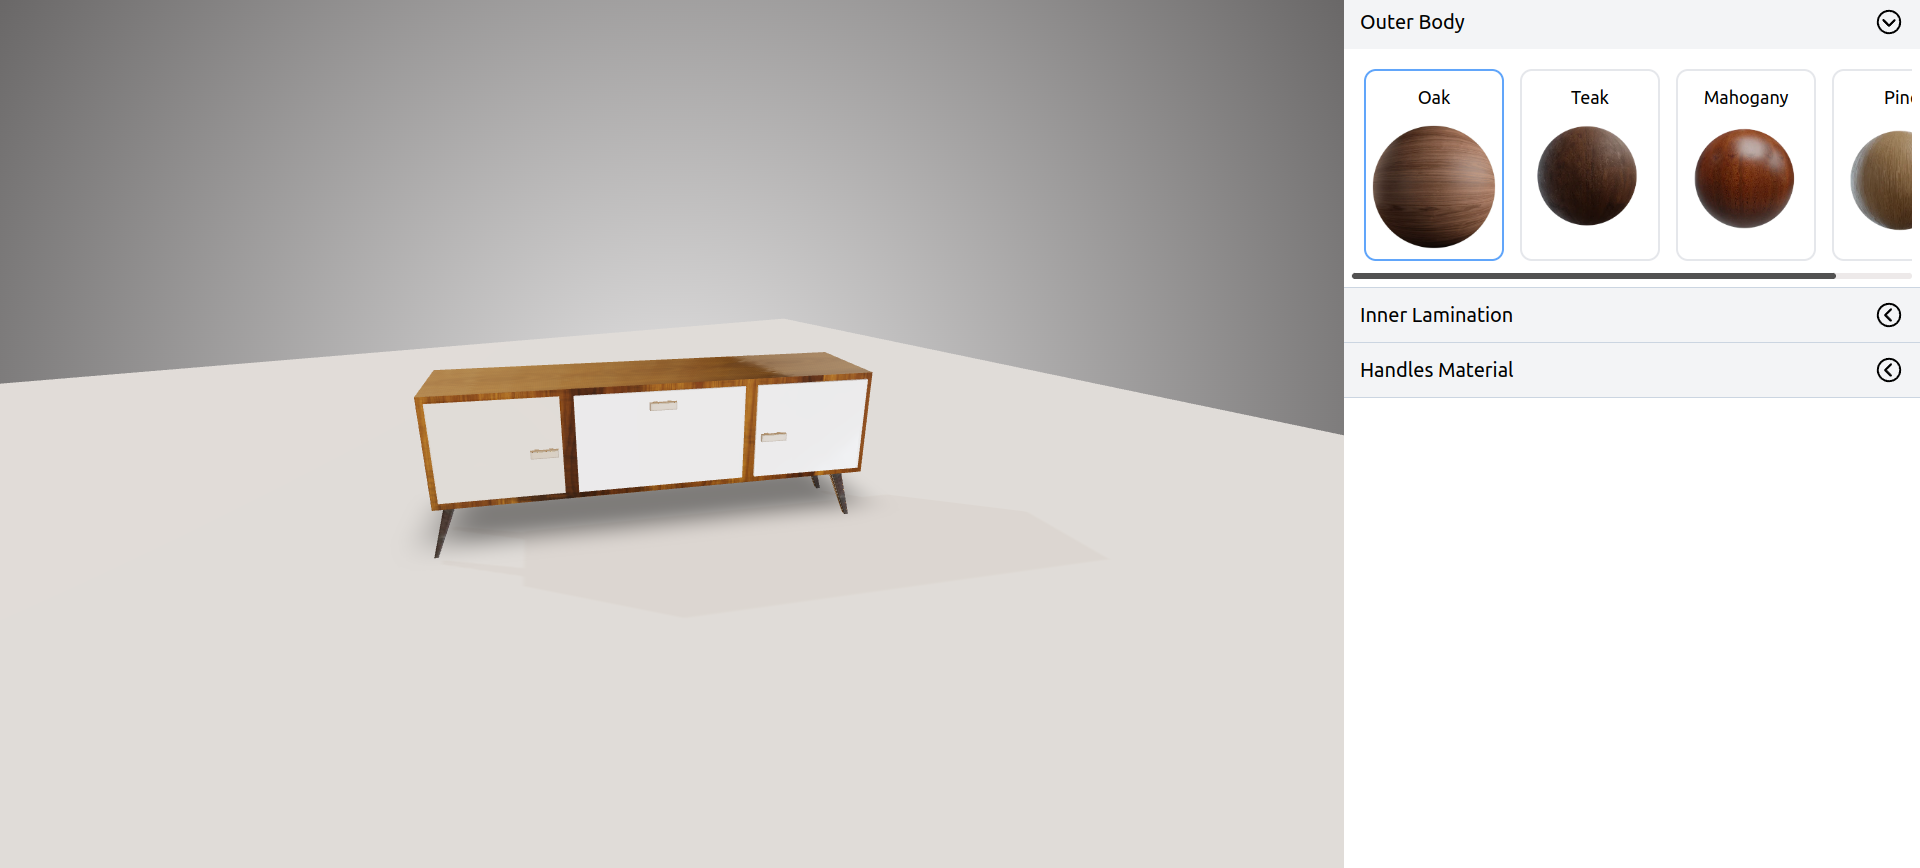 Outer Body
Oak
Teak
Mahogany
Inner Lamination
Handles Material